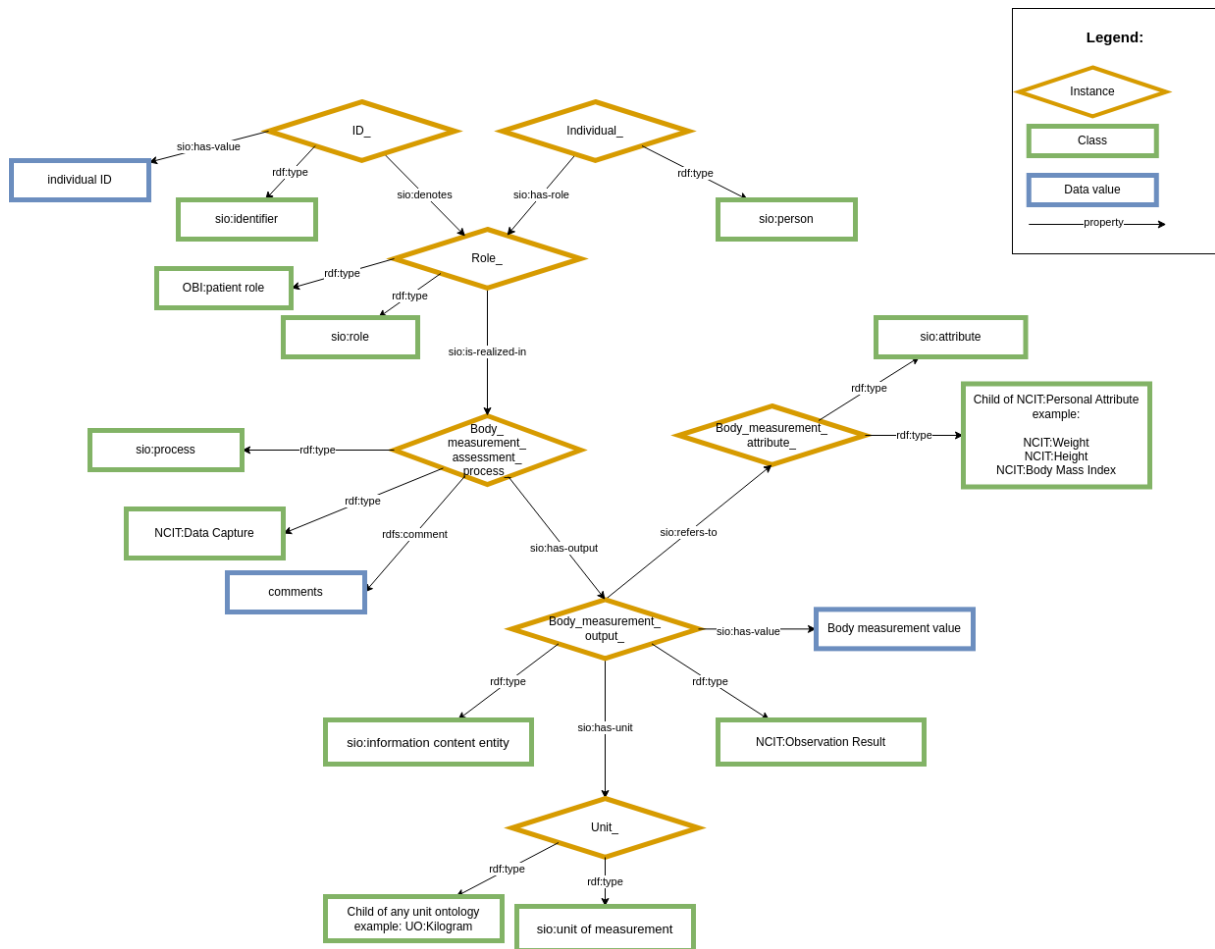 Legend:
Instance
Class
Data value
property
ID_
Individual_
sio:has-value
rdf:type
rdf:type
individual ID
sio:denotes
sio:has-role
sio:identifier
sio:person
Role_
rdf:type
OBI:patient role
rdf:type
sio:role
sio:attribute
sio:is-realized-in
rdf:type
Child of NCIT:Personal Attribute
example:
NCIT:Weight
NCIT:Height
NCIT:Body Mass Index
Body_measurement_
attribute_
rdf:type
Body_
measurement_
assessment_
process_
sio:process
rdf:type
rdf:type
NCIT:Data Capture
rdfs:comment
sio:refers-to
sio:has-output
comments
Body_measurement_
output_
sio:has-value
Body measurement value
rdf:type
rdf:type
sio:has-unit
sio:information content entity
NCIT:Observation Result
Unit_
rdf:type
rdf:type
Child of any unit ontology
example: UO:Kilogram
sio:unit of measurement